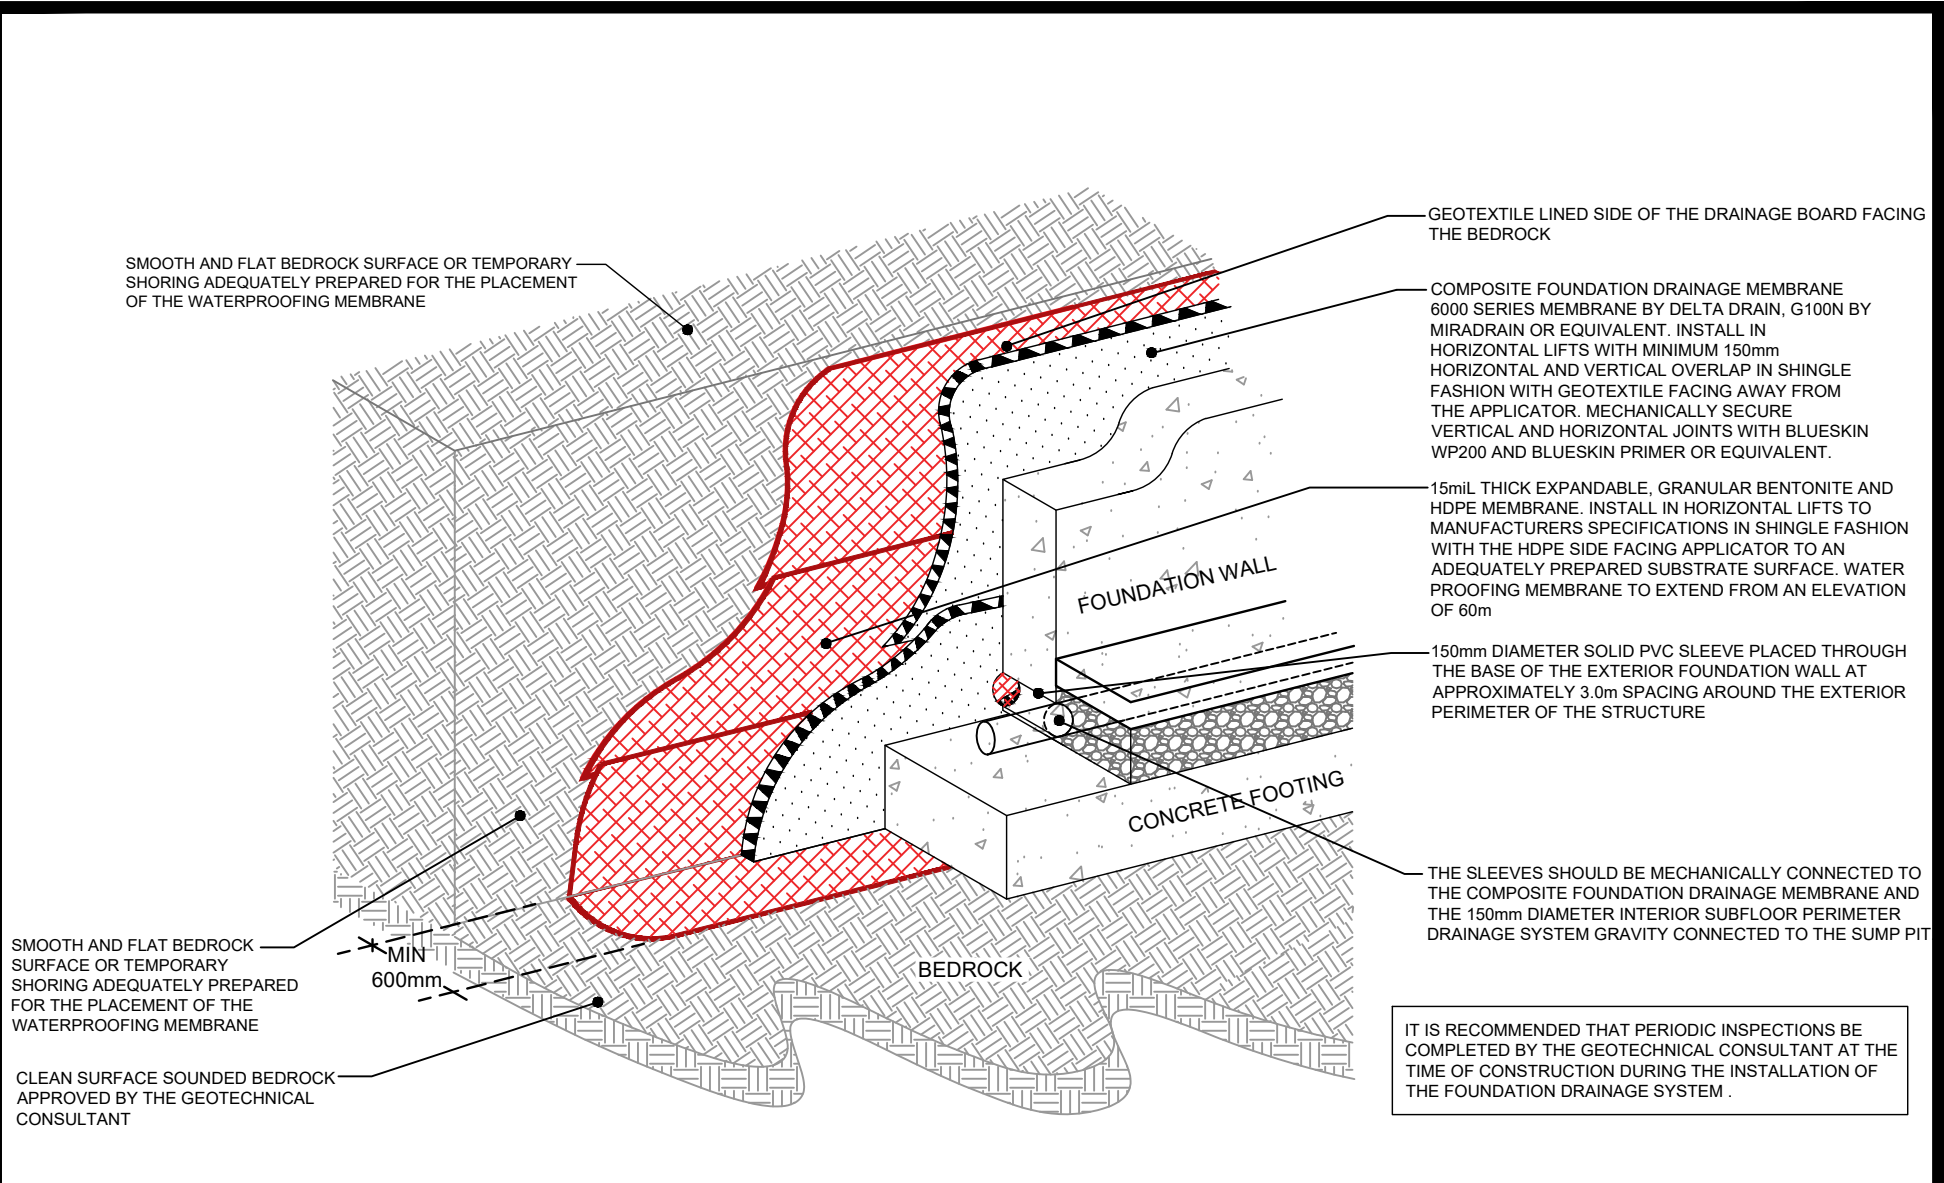 SMOOTH AND FLAT BEDROCK SURFACE OR TEMPORARY
SHORING ADEQUATELY PREPARED FOR THE PLACEMENT
OF THE WATERPROOFING MEMBRANE
GEOTEXTILE LINED SIDE OF THE DRAINAGE BOARD FACING
THE BEDROCK
COMPOSITE FOUNDATION DRAINAGE MEMBRANE
6000 SERIES MEMBRANE BY DELTA DRAIN, G100N BY
MIRADRAIN OR EQUIVALENT. INSTALL IN
HORIZONTAL LIFTS WITH MINIMUM 150mm
HORIZONTAL AND VERTICAL OVERLAP IN SHINGLE
FASHION WITH GEOTEXTILE FACING AWAY FROM
THE APPLICATOR. MECHANICALLY SECURE
VERTICAL AND HORIZONTAL JOINTS WITH BLUESKIN
WP200 AND BLUESKIN PRIMER OR EQUIVALENT.
15miL THICK EXPANDABLE, GRANULAR BENTONITE AND
HDPE MEMBRANE. INSTALL IN HORIZONTAL LIFTS TO
MANUFACTURERS SPECIFICATIONS IN SHINGLE FASHION
WITH THE HDPE SIDE FACING APPLICATOR TO AN
ADEQUATELY PREPARED SUBSTRATE SURFACE. WATER
PROOFING MEMBRANE TO EXTEND FROM AN ELEVATION
OF 60m
FOUNDATION WALL
150mm DIAMETER SOLID PVC SLEEVE PLACED THROUGH
THE BASE OF THE EXTERIOR FOUNDATION WALL AT
APPROXIMATELY 3.0m SPACING AROUND THE EXTERIOR
PERIMETER OF THE STRUCTURE
CONCRETE FOOTING
THE SLEEVES SHOULD BE MECHANICALLY CONNECTED TO
THE COMPOSITE FOUNDATION DRAINAGE MEMBRANE AND
THE 150mm DIAMETER INTERIOR SUBFLOOR PERIMETER
DRAINAGE SYSTEM GRAVITY CONNECTED TO THE SUMP PIT
SMOOTH AND FLAT BEDROCK
SURFACE OR TEMPORARY
SHORING ADEQUATELY PREPARED
FOR THE PLACEMENT OF THE
WATERPROOFING MEMBRANE
MIN
600mm
BEDROCK
CLEAN SURFACE SOUNDED BEDROCK
APPROVED BY THE GEOTECHNICAL
CONSULTANT
IT IS RECOMMENDED THAT PERIODIC INSPECTIONS BE
COMPLETED BY THE GEOTECHNICAL CONSULTANT AT THE
TIME OF CONSTRUCTION DURING THE INSTALLATION OF
THE FOUNDATION DRAINAGE SYSTEM .